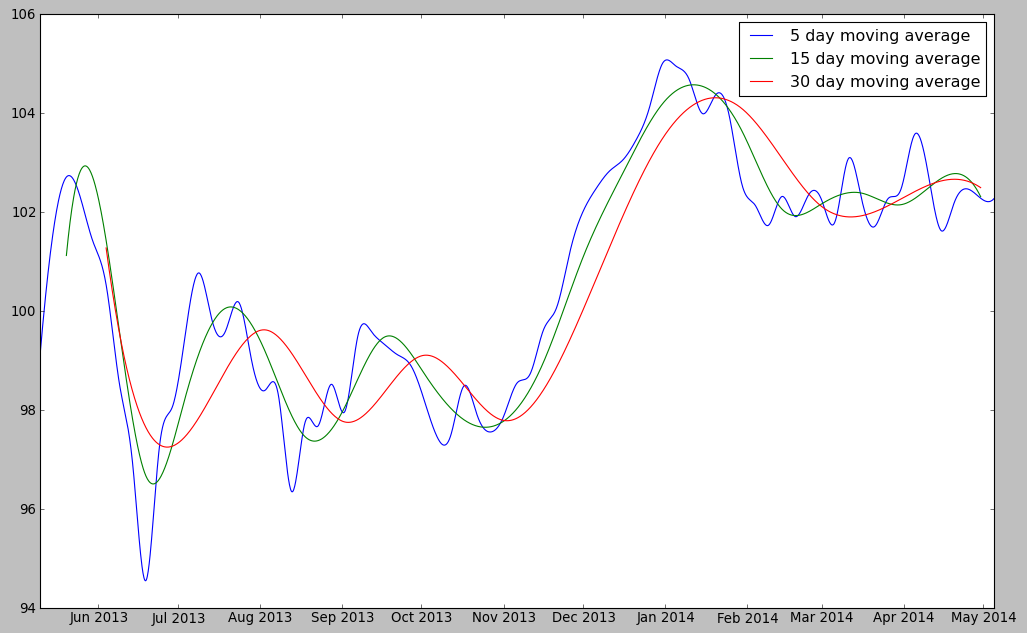 106
104
102
100
98
96
94
5 day moving average
15 day moving average
30 day moving average
Jun 2013 Jul 2013 Aug 2013 Sep 2013 Oct 2013 Nov 2013 Dec 2013 Jan 2014 Feb 2014 Mar 2014 Apr 2014 May 2014